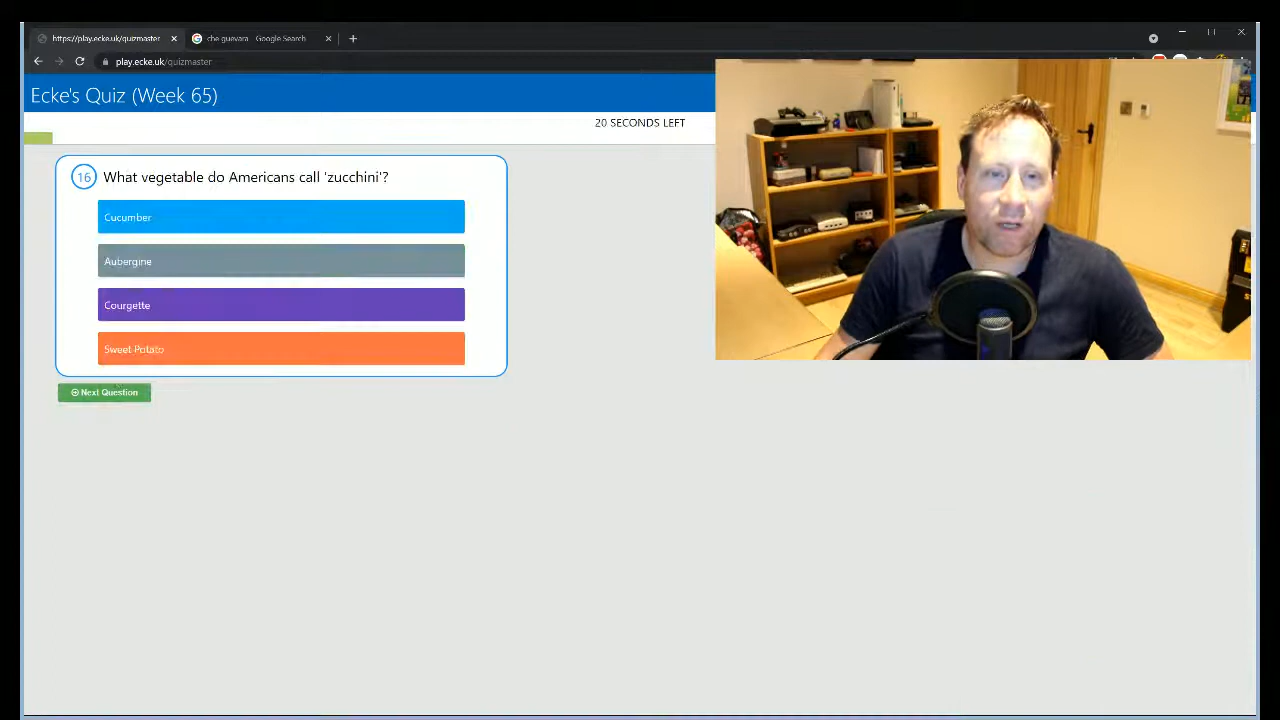 https://play.ecke.uk/quizmaster
che guevara - Google Search
play.ecke.uk/quizmaster
Ecke's Quiz (Week 65)
20 SECONDS LEFT
16 What vegetable do Americans call 'zucchini'?
Cucumber
Aubergine
Courgette
Sweet Potato
Next Question